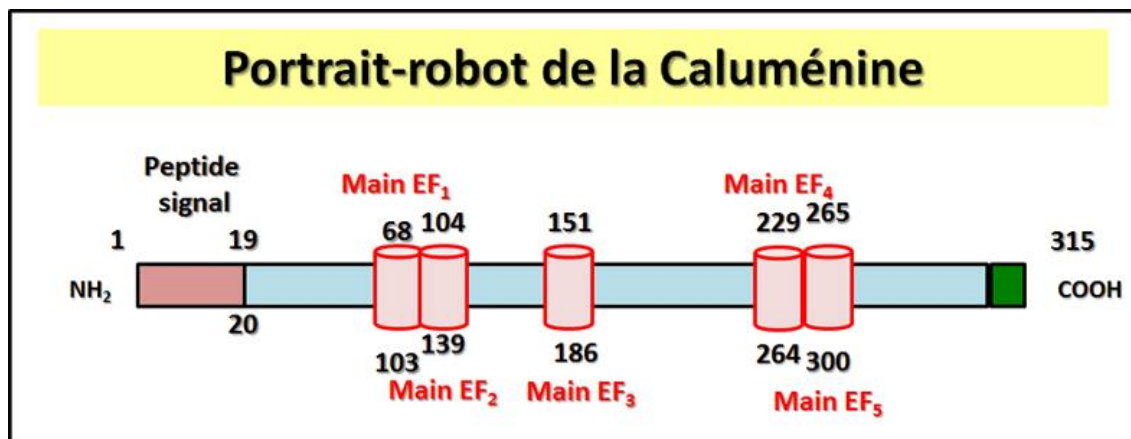 Portrait-robot de la Caluménine
Peptide
signal
Main EF₁
Main EF₄
1
19
68
104
151
229
265
315
NH₂
COOH
20
103
139
186
264
300
Main EF₂
Main EF₃
Main EF₅